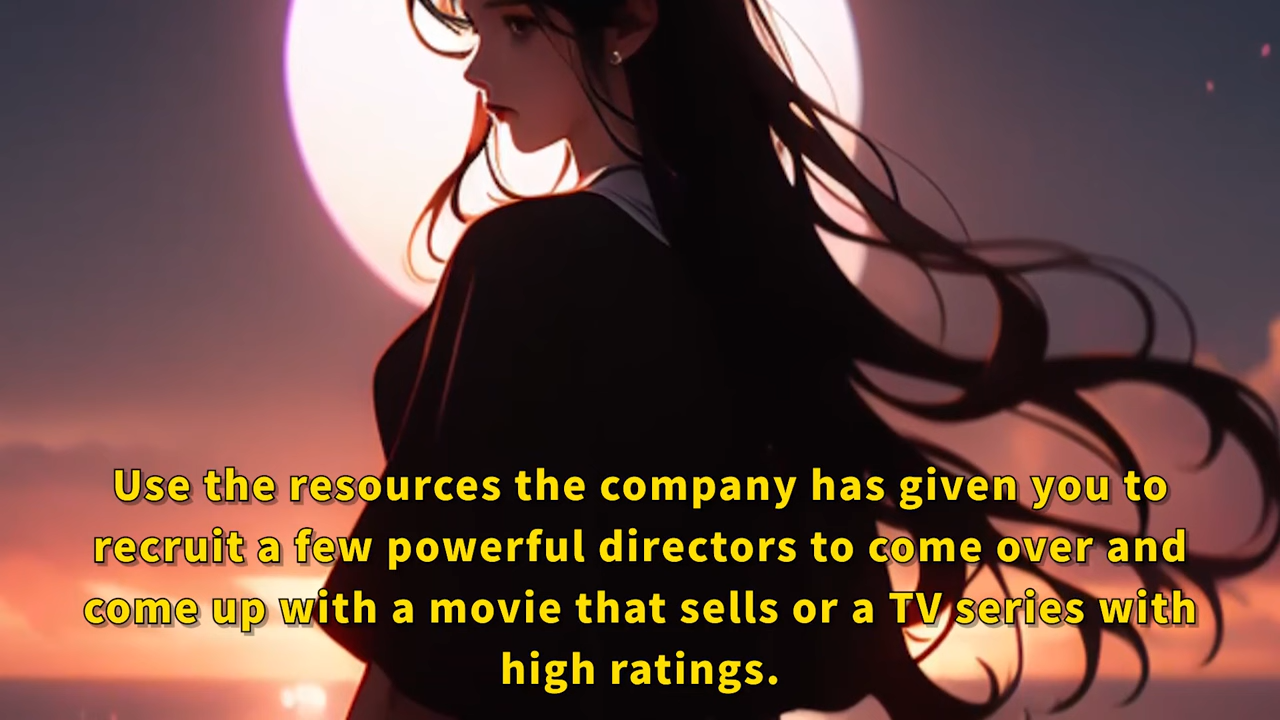 Use the resources the company has given you to
recruit a few powerful directors to come over and
come up with a movie that sells or a TV series with
high ratings.